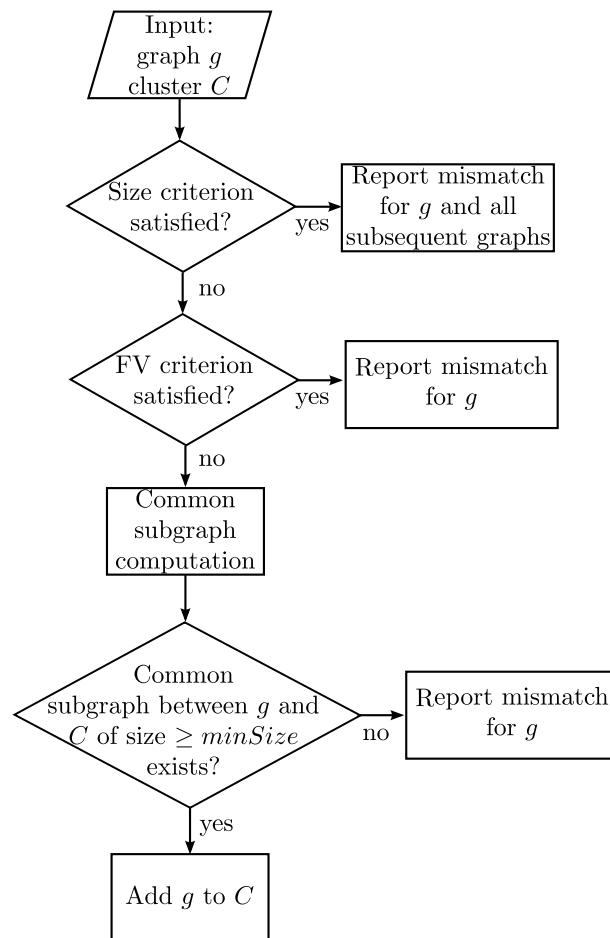 Input:
graph g
cluster C
Size criterion
satisfied?
yes
Report mismatch
for g and all
subsequent graphs
no
FV criterion
satisfied?
yes
Report mismatch
for g
no
Common
subgraph
computation
Common
subgraph between g and
C of size ≥ minSize
exists?
no
Report mismatch
for g
yes
Add g to C